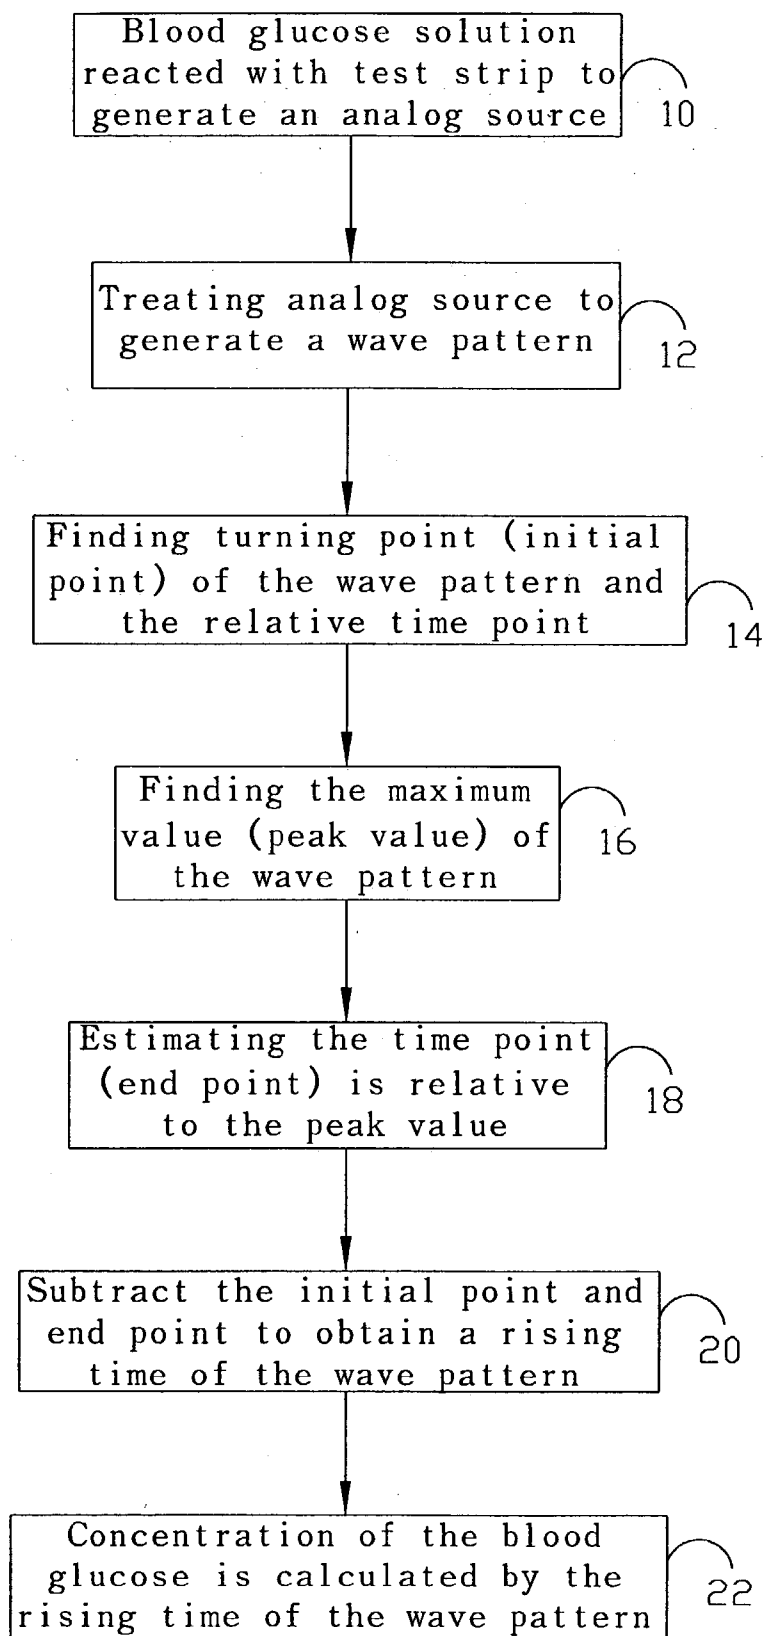 Blood glucose solution
reacted with test strip to
generate an analog source
10
Treating analog source to
generate a wave pattern
12
Finding turning point (initial
point) of the wave pattern and
the relative time point
14
Finding the maximum
value (peak value) of
the wave pattern
16
Estimating the time point
(end point) is relative
to the peak value
18
Subtract the initial point and
end point to obtain a rising
time of the wave pattern
20
Concentration of the blood
glucose is calculated by the
rising time of the wave pattern
22